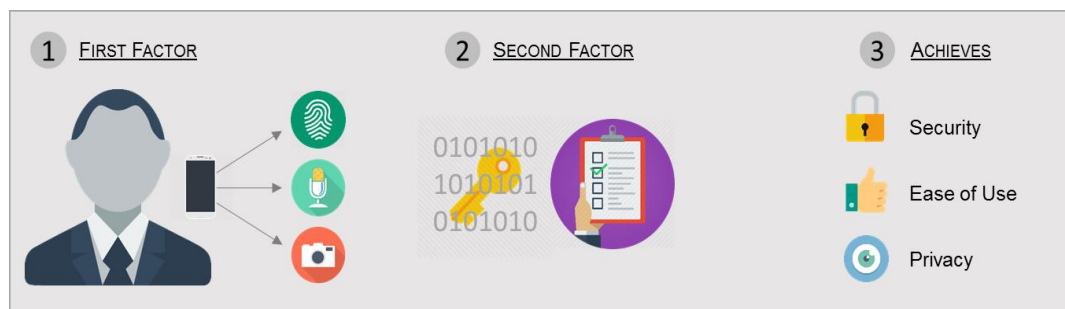 1 FIRST FACTOR
2 SECOND FACTOR
3 ACHIEVES
0101010
1010101
0101010
Security
Ease of Use
Privacy